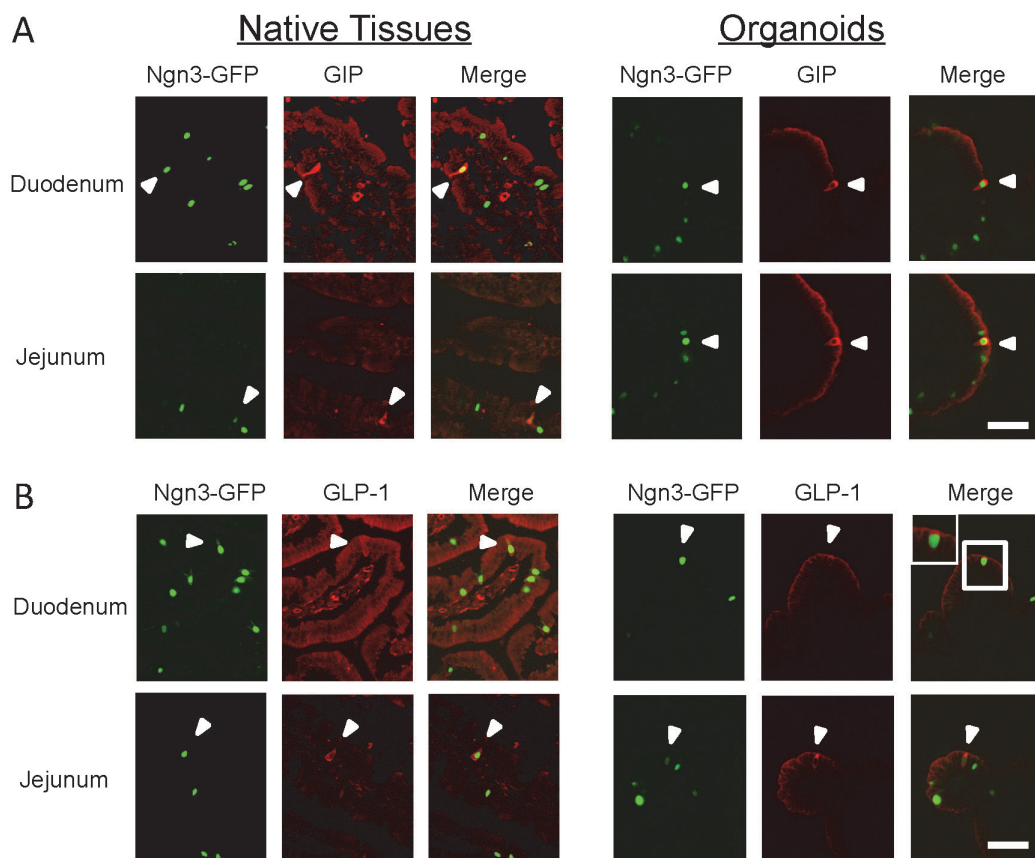 A
Native Tissues
Organoids
Ngn3-GFP GIP Merge
Ngn3-GFP GIP Merge
Duodenum
Jejunum
B
Ngn3-GFP GLP-1 Merge
Ngn3-GFP GLP-1 Merge
Duodenum
Jejunum